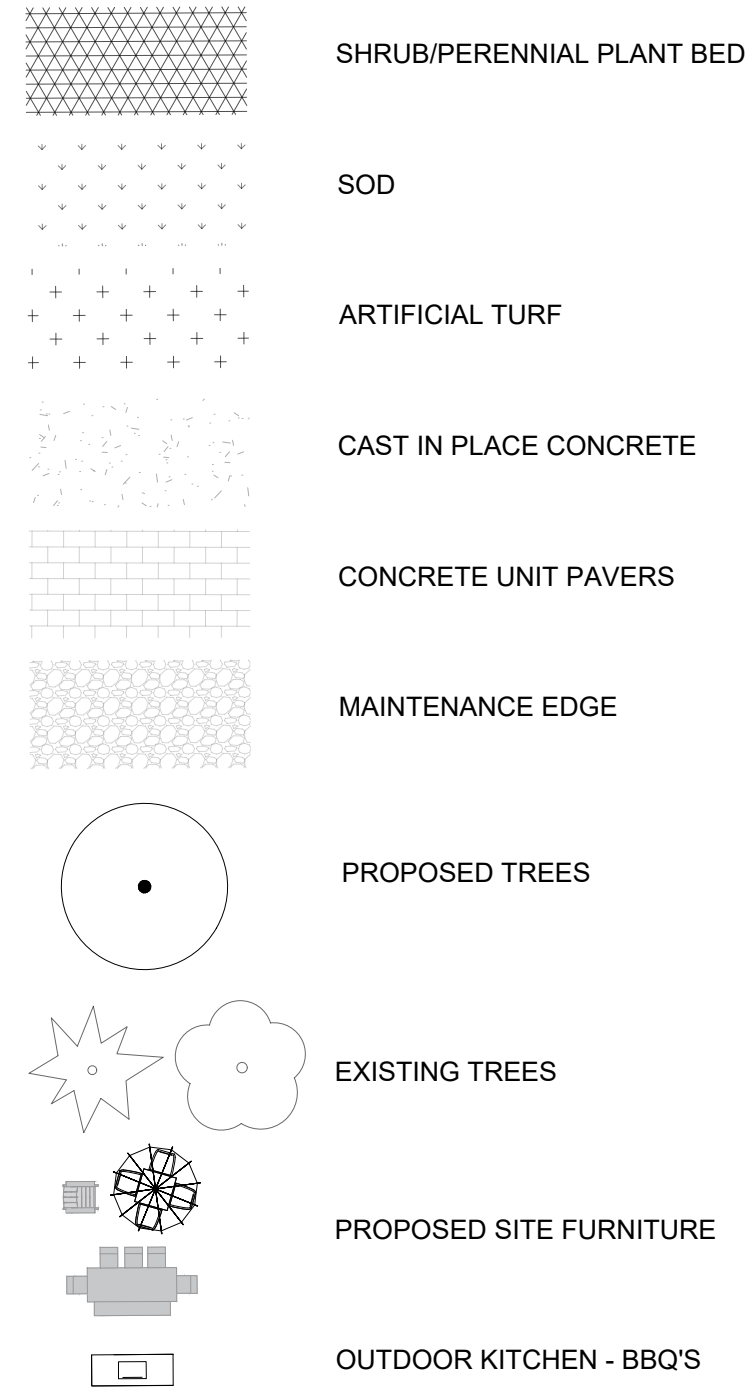 SHRUB/PERENNIAL PLANT BED
SOD
ARTIFICIAL TURF
CAST IN PLACE CONCRETE
CONCRETE UNIT PAVERS
MAINTENANCE EDGE
PROPOSED TREES
EXISTING TREES
PROPOSED SITE FURNITURE
OUTDOOR KITCHEN - BBQ'S